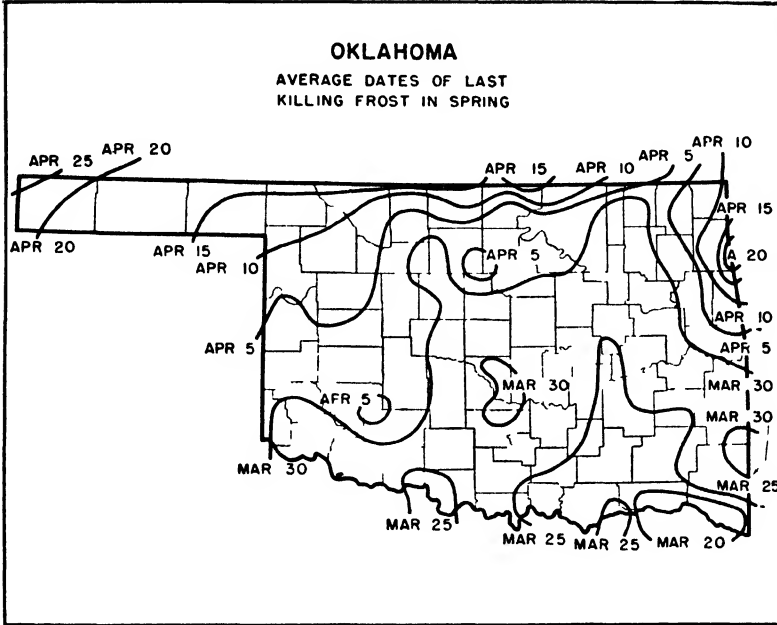 OKLAHOMA
AVERAGE DATES OF LAST
KILLING FROST IN SPRING
APR 25
APR 20
APR 15
APR 10
APR 5
APR 10
APR 15
A 20
APR 20
APR 15
APR 10
APR 5
APR 10
APR 5
APR 5
MAR 30
MAR 30
AFR 5
MAR 30
MAR 30
MAR 25
MAR 25
MAR 25
MAR 25
MAR 20